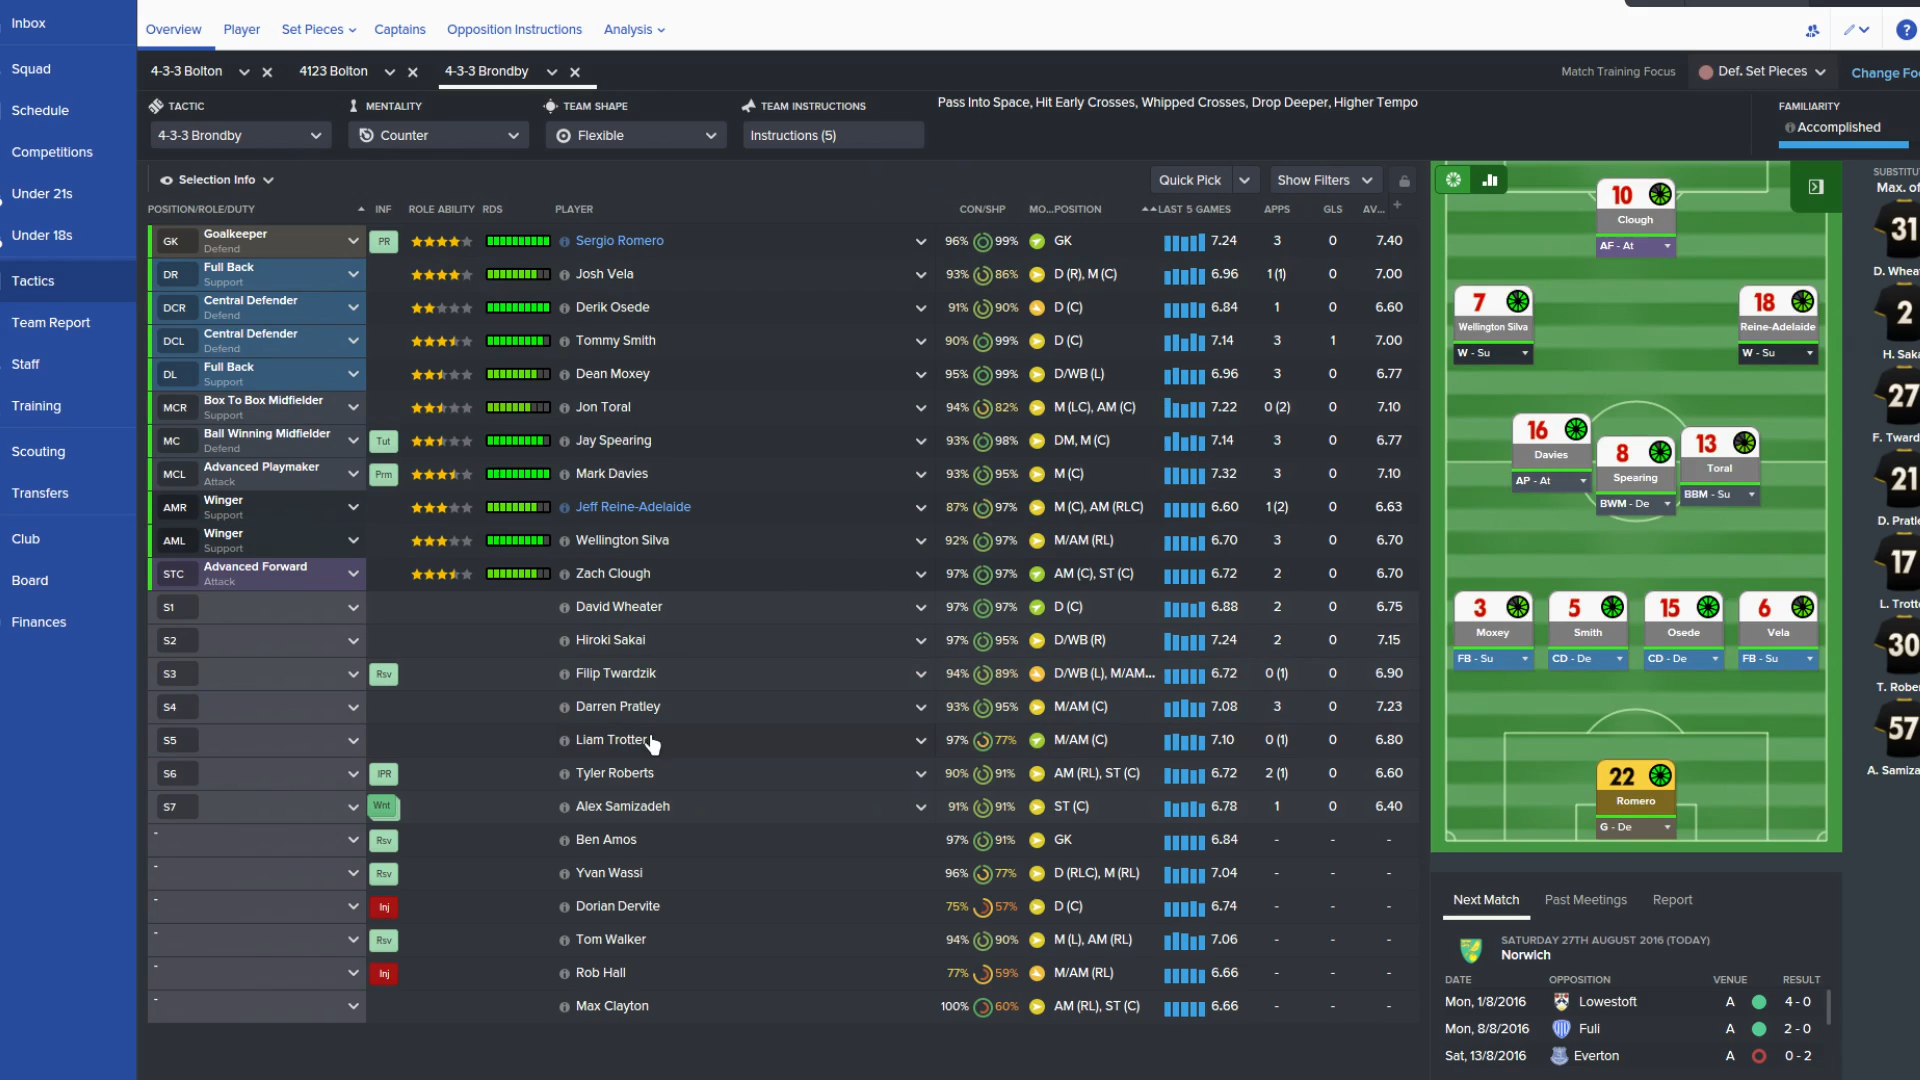 Inbox
Squad
Schedule
Competitions
Under 21s
Under 18s
Tactics
Team Report
Staff
Training
Scouting
Transfers
Club
Board
Finances
Overview Player Set Pieces Captains Opposition Instructions Analysis ?
4-3-3 Bolton 4123 Bolton 4-3-3 Brondby Match Training Focus Def. Set Pieces
TACTIC MENTALITY TEAM SHAPE TEAM INSTRUCTIONS Pass Into Space, Hit Early Crosses, Whipped Crosses, Drop Deeper, Higher Tempo FAMILIARITY
4-3-3 Brondby Counter Flexible Instructions (5) Accomplished
Selection Info Quick Pick Show Filters
POSITION/ROLE/DUTY INF ROLE ABILITY RDS PLAYER CON/SHP MO... POSITION LAST 5 GAMES APPS GLS AV... +
GK Goalkeeper Defend PR Sergio Romero 96% 99% GK 7.24 3 0 7.40
DR Full Back Support Josh Vela 93% 86% D (R), M (C) 6.96 1 (1) 0 7.00
DCR Central Defender Defend Derik Osede 91% 90% D (C) 6.84 1 0 6.60
DCL Central Defender Defend Tommy Smith 90% 99% D (C) 7.14 3 1 7.00
DL Full Back Support Dean Moxey 95% 99% D/WB (L) 6.96 3 0 6.77
MCR Box To Box Midfielder Support Jon Toral 94% 82% M (LC), AM (C) 7.22 0 (2) 0 7.10
MC Ball Winning Midfielder Defend Tut Jay Spearing 93% 98% DM, M (C) 7.14 3 0 6.77
MCL Advanced Playmaker Attack Prm Mark Davies 93% 95% M (C) 7.32 3 0 7.10
AMR Winger Support Jeff Reine-Adelaide 87% 97% M (C), AM (RLC) 6.60 1 (2) 0 6.63
AML Winger Support Wellington Silva 92% 97% M/AM (RL) 6.70 3 0 6.70
STC Advanced Forward Attack Zach Clough 97% 97% AM (C), ST (C) 6.72 2 0 6.70
S1 David Wheater 97% 97% D (C) 6.88 2 0 6.75
S2 Hiroki Sakai 97% 95% D/WB (R) 7.24 2 0 7.15
S3 Rsv Filip Twardzik 94% 89% D/WB (L), M/AM... 6.72 0 (1) 0 6.90
S4 Darren Pratley 93% 95% M/AM (C) 7.08 3 0 7.23
S5 Liam Trotter 97% 77% M/AM (C) 7.10 0 (1) 0 6.80
S6 IPR Tyler Roberts 90% 91% AM (RL), ST (C) 6.72 2 (1) 0 6.60
S7 Wnt Alex Samizadeh 91% 91% ST (C) 6.78 1 0 6.40
- Rsv Ben Amos 97% 91% GK 6.84 - - -
- Rsv Yvan Wassi 96% 77% D (RLC), M (RL) 7.04 - - -
- Inj Dorian Dervite 75% 57% D (C) 6.74 - - -
- Rsv Tom Walker 94% 90% M (L), AM (RL) 7.06 - - -
- Inj Rob Hall 77% 59% M/AM (RL) 6.66 - - -
- Max Clayton 100% 60% AM (RL), ST (C) 6.66 - - -
10
Clough
AF - At
7 18
Wellington Silva Reine-Adelaide
W - Su W - Su
16 8 13
Davies Spearing Toral
AP - At BWM - De BBM - Su
3 5 15 6
Moxey Smith Osede Vela
FB - Su CD - De CD - De FB - Su
22
Romero
G - De
Max. of
31
2
27
21
17
30
57
Next Match Past Meetings Report
SATURDAY 27TH AUGUST 2016 (TODAY)
Norwich
DATE OPPOSITION VENUE RESULT
Mon, 1/8/2016 Lowestoft A 4 - 0
Mon, 8/8/2016 Fuli A 2 - 0
Sat, 13/8/2016 Everton A 0 - 2